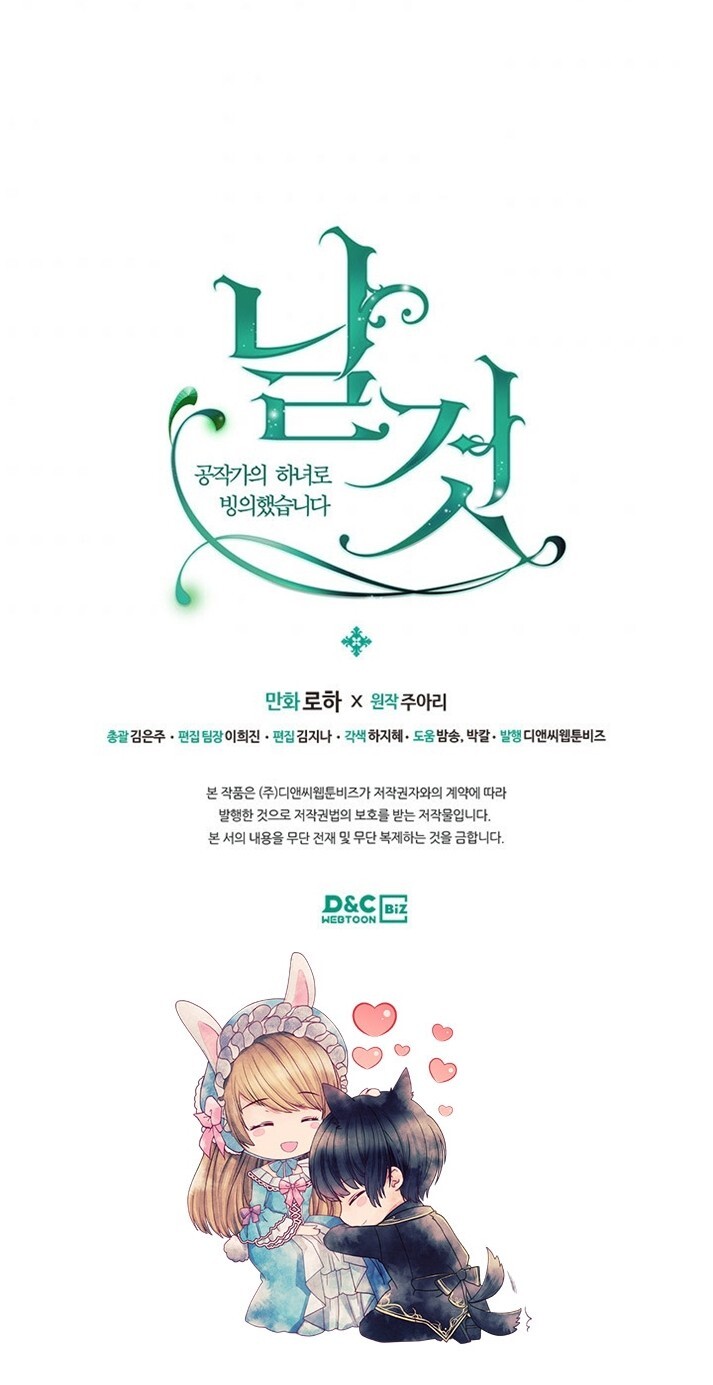 날것
공작가의 하녀로
빙의했습니다
만화 로하 X 원작 주아리
총괄 김은주 · 편집 팀장 이희진 · 편집 김지나 · 각색 하지혜 · 도움 밤송, 박칼 · 발행 디앤씨웹툰비즈
본 작품은 (주)디앤씨웹툰비즈가 저작권자와의 계약에 따라
발행한 것으로 저작권법의 보호를 받는 저작물입니다.
본 서의 내용을 무단 전재 및 무단 복제하는 것을 금합니다.
D&C
WEBTOON
BiZ